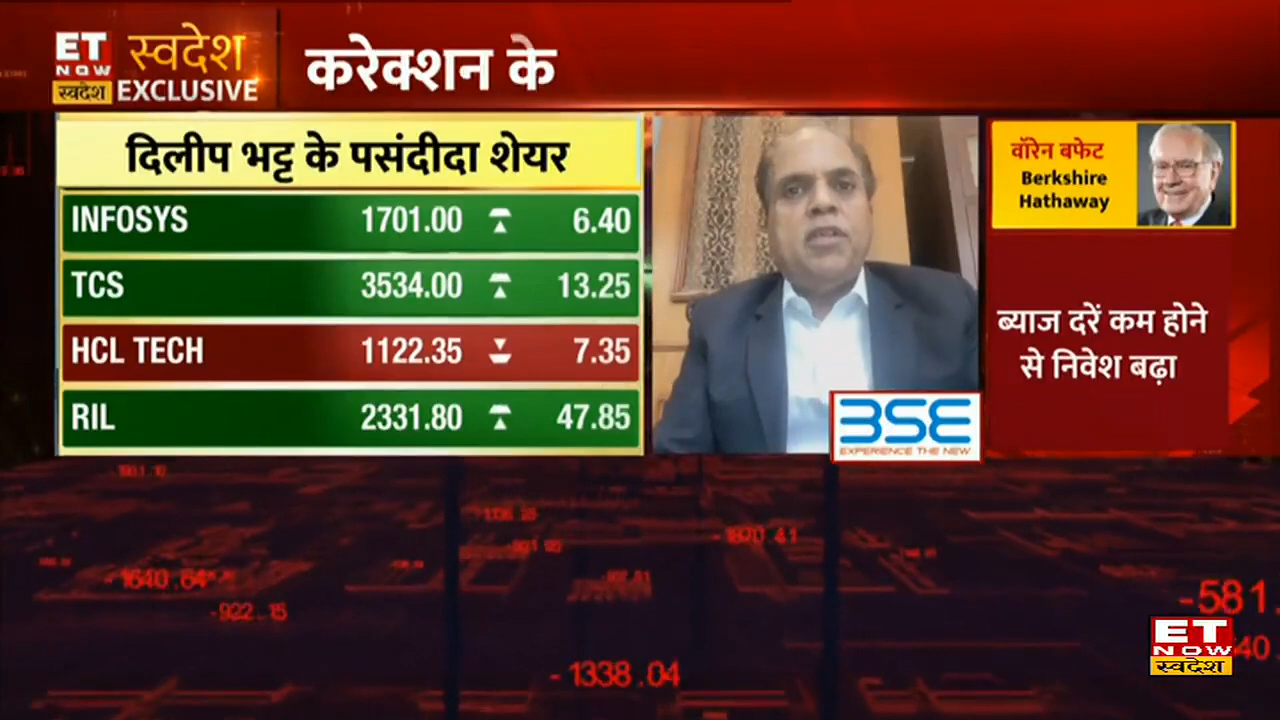 ET
NOW
स्वदेश
स्वदेश
EXCLUSIVE
करेक्शन के
दिलीप भट्ट के पसंदीदा शेयर
INFOSYS 1701.00 6.40
TCS 3534.00 13.25
HCL TECH 1122.35 7.35
RIL 2331.80 47.85
BSE
EXPERIENCE THE NEW
वॉरेन बफेट
Berkshire
Hathaway
ब्याज दरें कम होने
से निवेश बढ़ा
-1640.64
-922.15
-1338.04
-1870.41
-581.
ET
NOW
स्वदेश